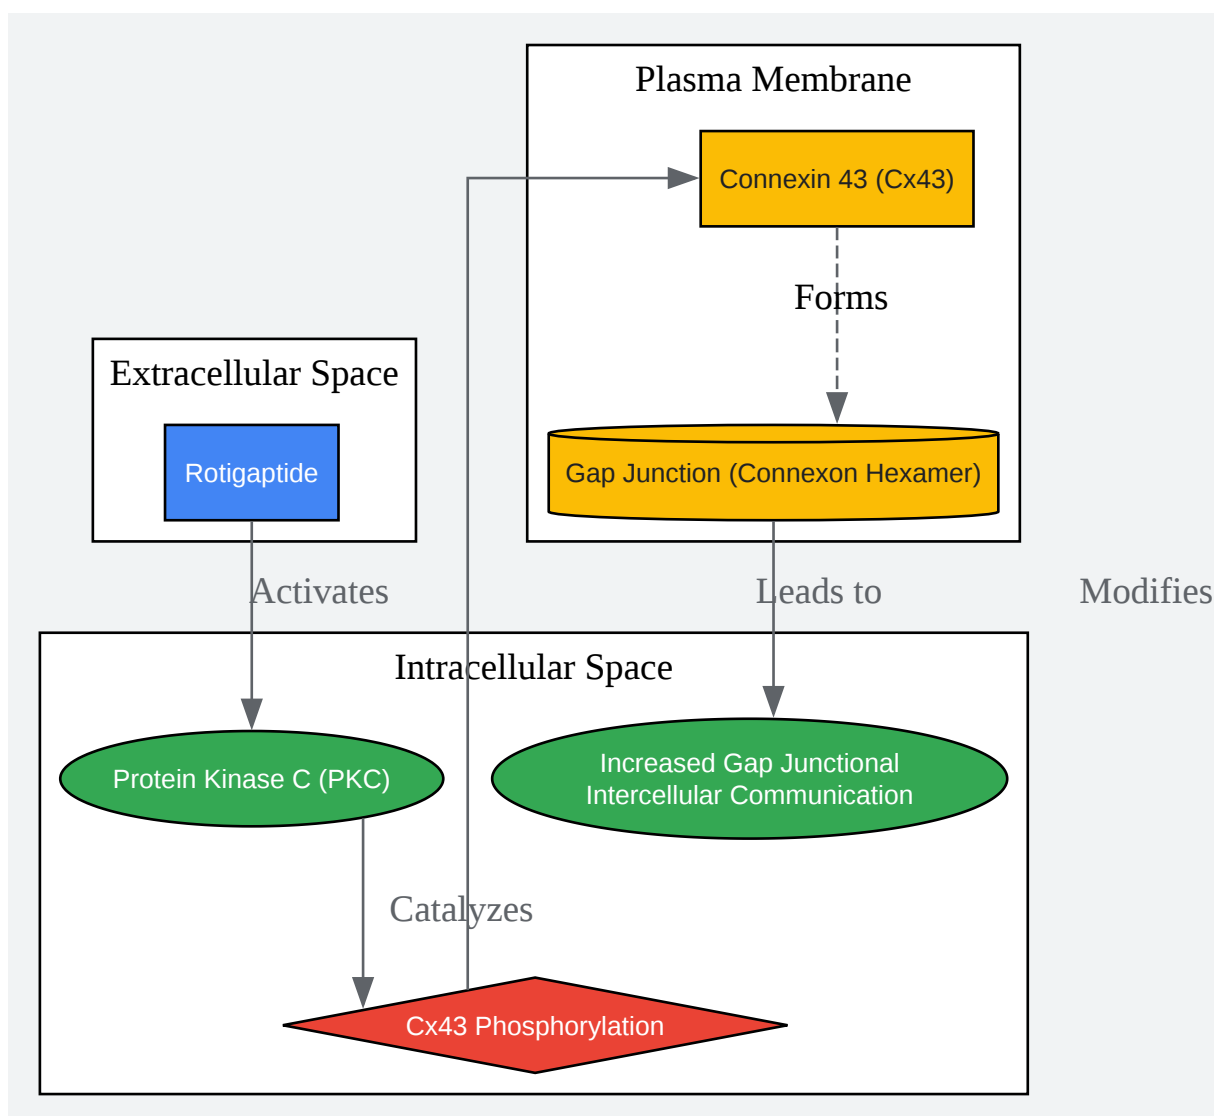 Plasma Membrane
Connexin 43 (Cx43)
Forms
Extracellular Space
Rotigaptide
Gap Junction (Connexon Hexamer)
Activates
Leads to
Modifies
Intracellular Space
Protein Kinase C (PKC)
Increased Gap Junctional
Intercellular Communication
Catalyzes
Cx43 Phosphorylation